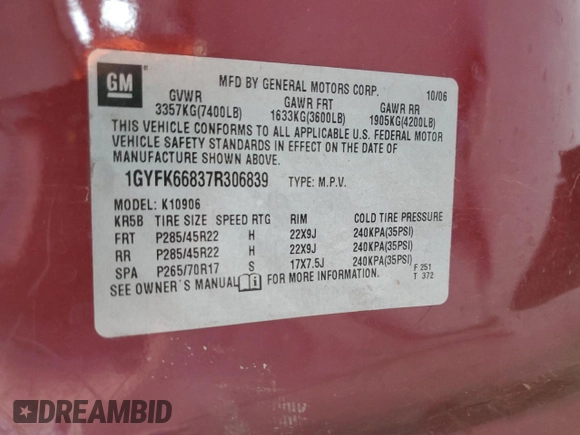 GM
MFD BY GENERAL MOTORS CORP. 10/06
GVWR GAWR FRT GAWR RR
3357KG(7400LB) 1633KG(3600LB) 1905KG(4200LB)
THIS VEHICLE CONFORMS TO ALL APPLICABLE U.S. FEDERAL MOTOR
VEHICLE SAFETY STANDARDS IN EFFECT ON THE DATE OF
MANUFACTURE SHOWN ABOVE.
1GYFK66837R306839 TYPE: M.P.V.
MODEL: K10906
KR5B TIRE SIZE SPEED RTG RIM COLD TIRE PRESSURE
FRT P285/45R22 H 22X9J 240KPA(35PSI)
RR P285/45R22 H 22X9J 240KPA(35PSI)
SPA P265/70R17 S 17X7.5J 240KPA(35PSI)
SEE OWNER'S MANUAL i FOR MORE INFORMATION.
F 251
T 372
DREAMBID